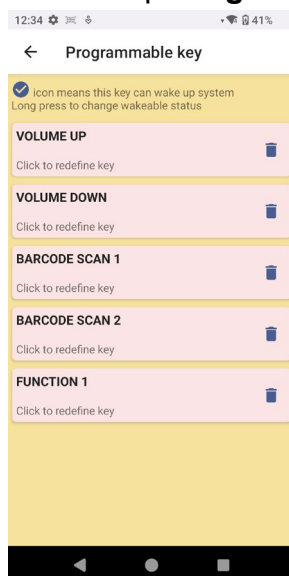 12:34 41%
Programmable key
icon means this key can wake up system
Long press to change wakeable status
VOLUME UP
Click to redefine key
VOLUME DOWN
Click to redefine key
BARCODE SCAN 1
Click to redefine key
BARCODE SCAN 2
Click to redefine key
FUNCTION 1
Click to redefine key